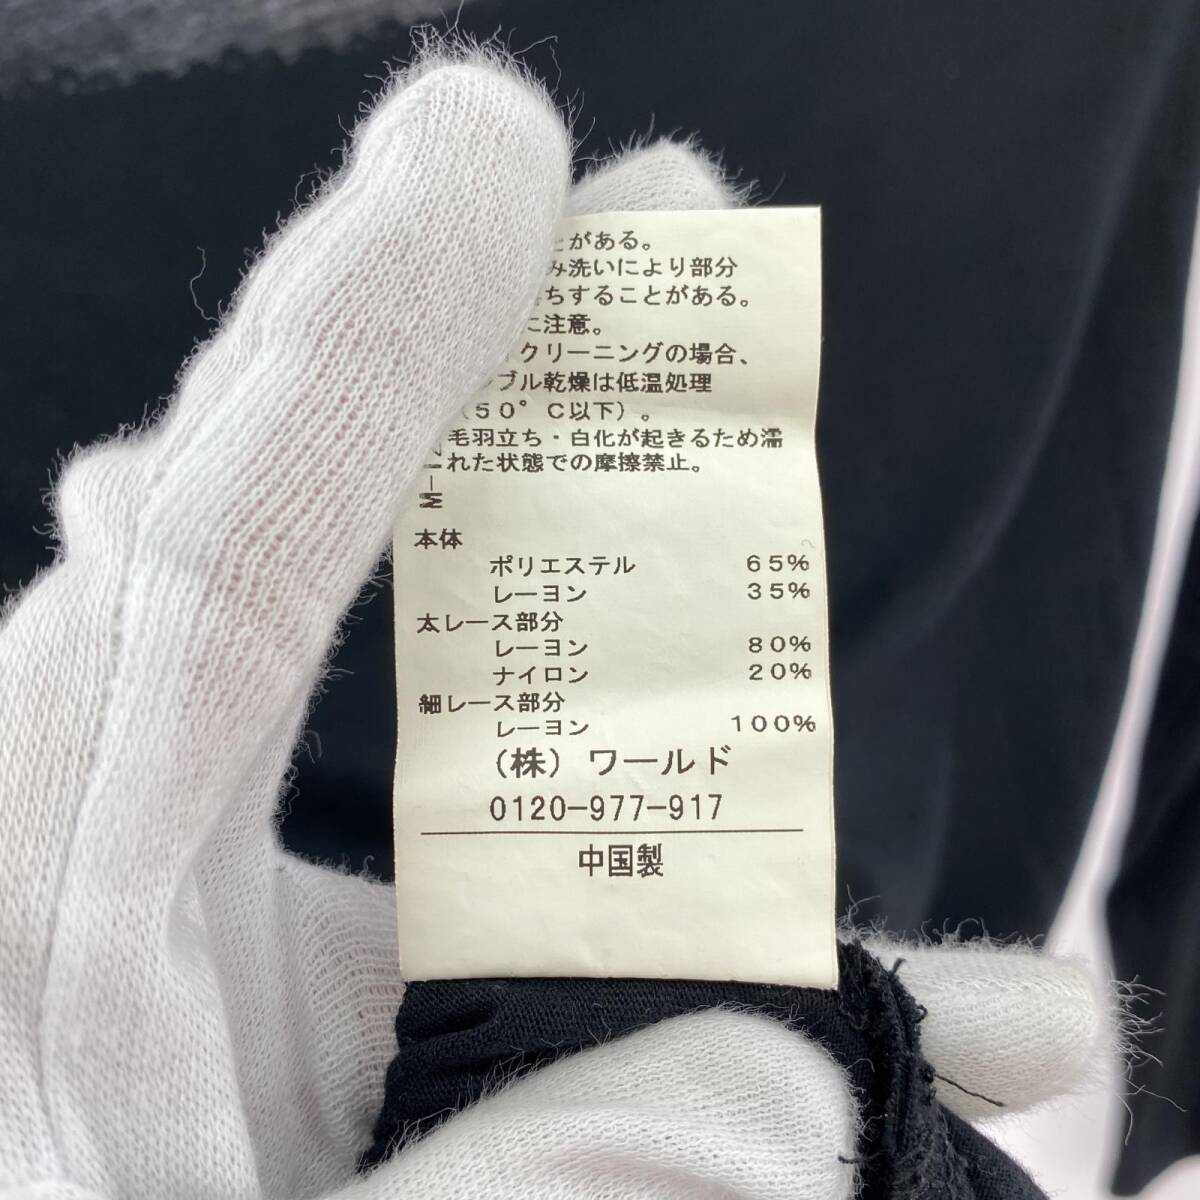 とがある。
み洗いにより部分
ちすることがある。
に注意。
クリーニングの場合、
ブル乾燥は低温処理
(50°C以下)。
毛羽立ち・白化が起きるため濡
れた状態での摩擦禁止。
本体
ポリエステル 65%
レーヨン 35%
太レース部分
レーヨン 80%
ナイロン 20%
細レース部分
レーヨン 100%
(株)ワールド
0120-977-917
中国製